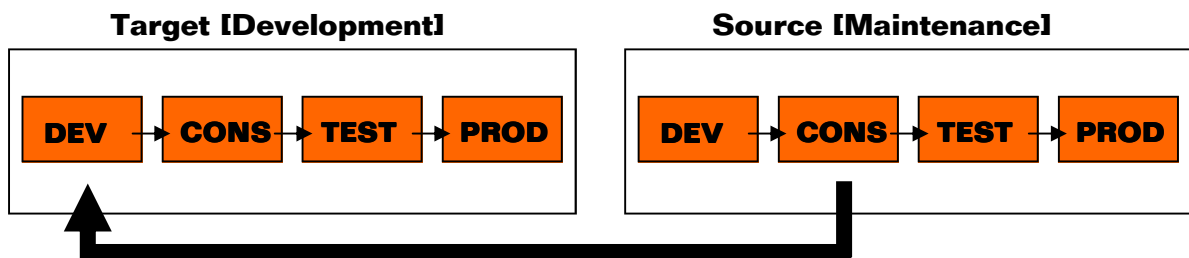 Target [Development]
Source [Maintenance]
DEV CONS TEST PROD
DEV CONS TEST PROD